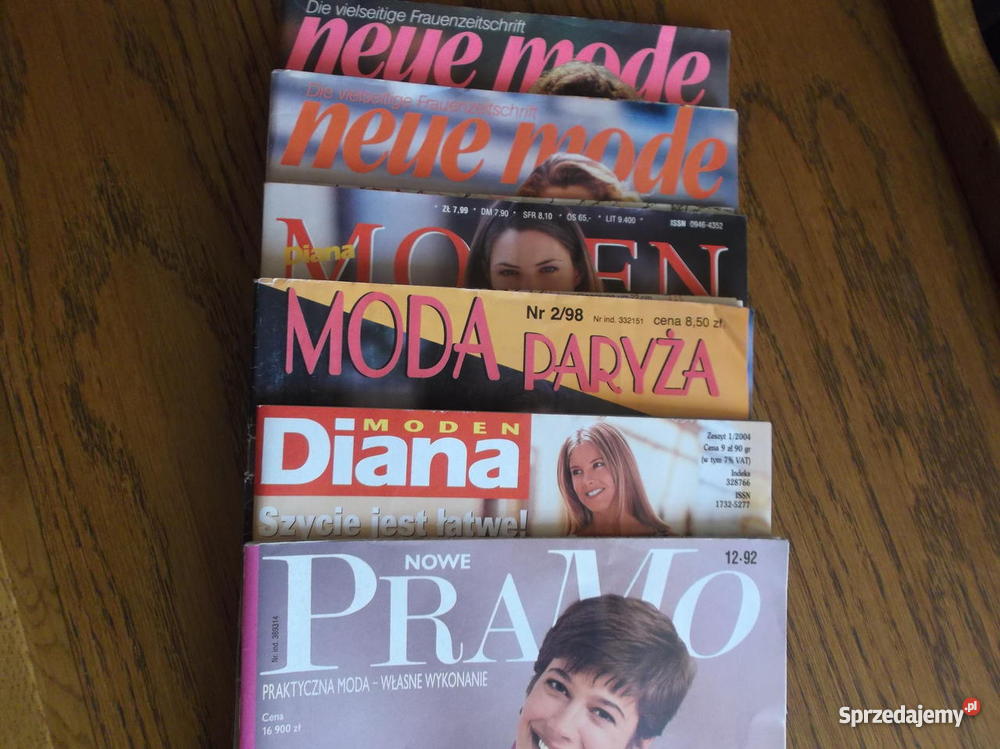 Die vielseitige Frauenzeitschrift
neue mode
Die vielseitige Frauenzeitschrift
neue mode
* ZŁ 7,99 * DM 7,90 * SFR 8,10 * ÖS 65,- * LIT 9.400 * ISSN 0946-4352
Diana
MODEN
Nr 2/98 Nr ind. 332151 cena 8,50 zł.
MODA PARYŻA
MODEN
Diana
Szycie jest łatwe!
Zeszyt 1/2004
Cena 9 zł 90 gr
(w tym 7% VAT)
Indeks
328766
ISSN
1732-5277
NOWE
12·92
PRAMO
Nr. ind. 369314
PRAKTYCZNA MODA – WŁASNE WYKONANIE
Cena
16 900 zł
Sprzedajemy.pl